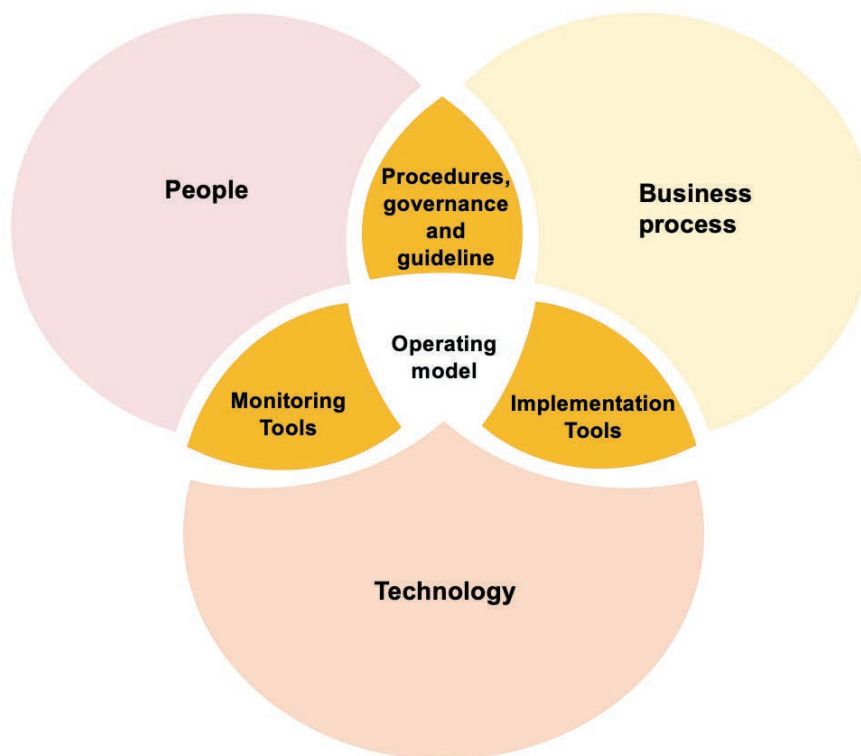 People
Procedures,
governance
and
guideline
Business
process
Operating
model
Monitoring
Tools
Implementation
Tools
Technology